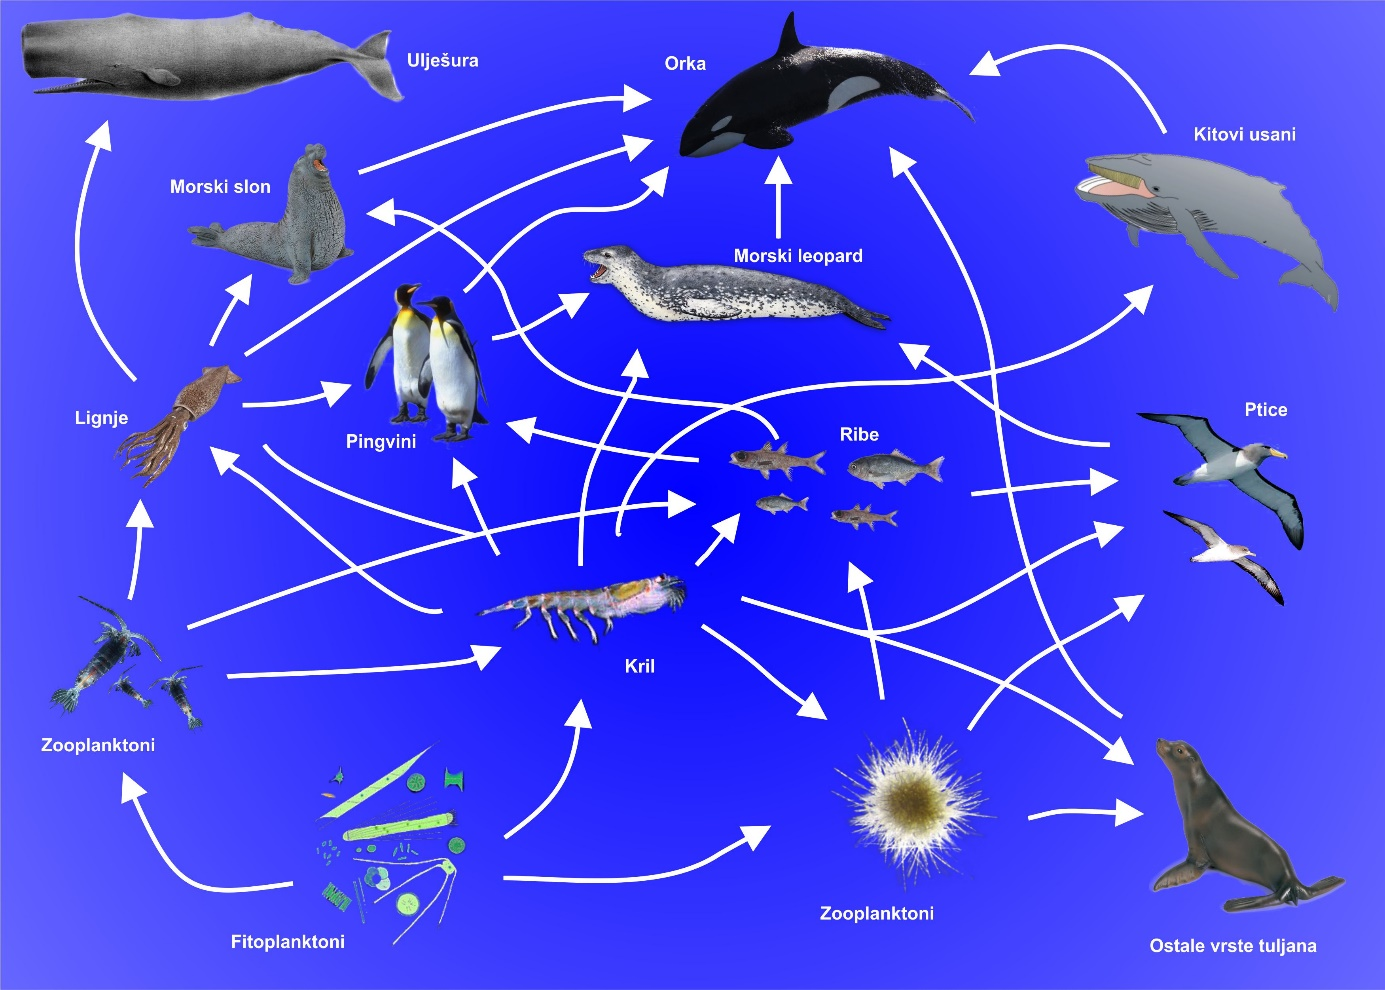 Ulješura
Orka
Kitovi usani
Morski slon
Morski leopard
Lignje
Pingvini
Ribe
Ptice
Kril
Zooplanktoni
Zooplanktoni
Fitoplanktoni
Ostale vrste tuljana